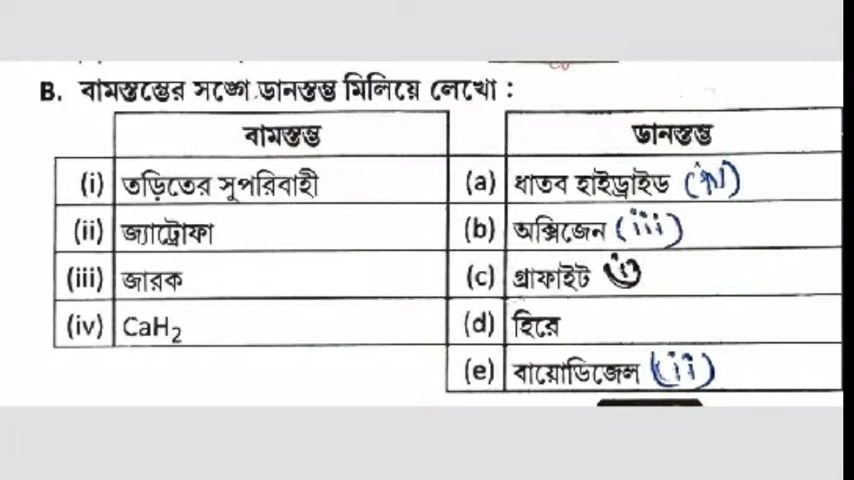 B. বামস্তম্ভের সঙ্গে ডানস্তম্ভ মিলিয়ে লেখো :
বামস্তম্ভ ডানস্তম্ভ
(i) তড়িতের সুপরিবাহী (a) ধাতব হাইড্রাইড (iv)
(ii) জ্যাট্রোফা (b) অক্সিজেন (iii)
(iii) জারক (c) গ্রাফাইট (i)
(iv) CaH₂ (d) হিরে
(e) বায়োডিজেল (ii)